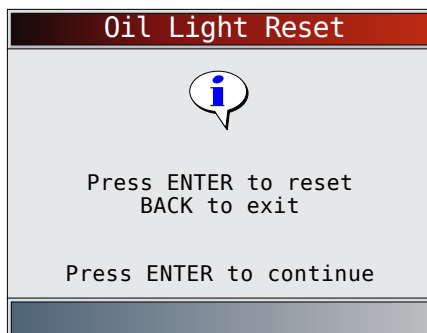 Oil Light Reset
i
Press ENTER to reset
BACK to exit
Press ENTER to continue